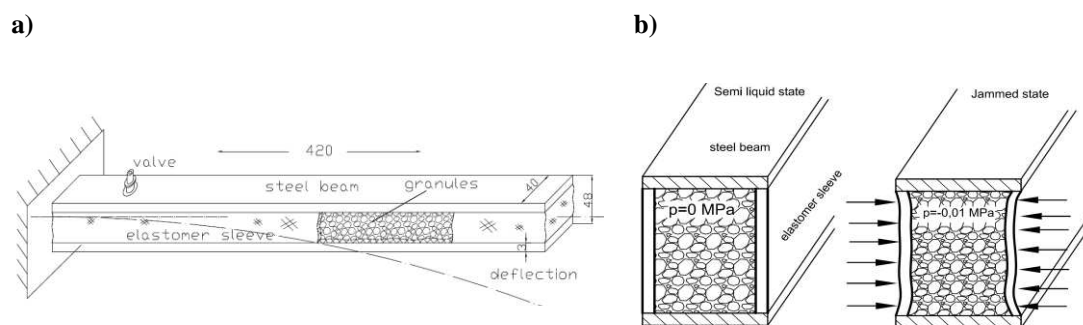 a)
b)
420
valve
steel beam
granules
40
48
elastomer sleeve
3
deflection
Semi liquid state
steel beam
elastomer sleeve
p=0 MPa
Jammed state
p=-0,01 MPa